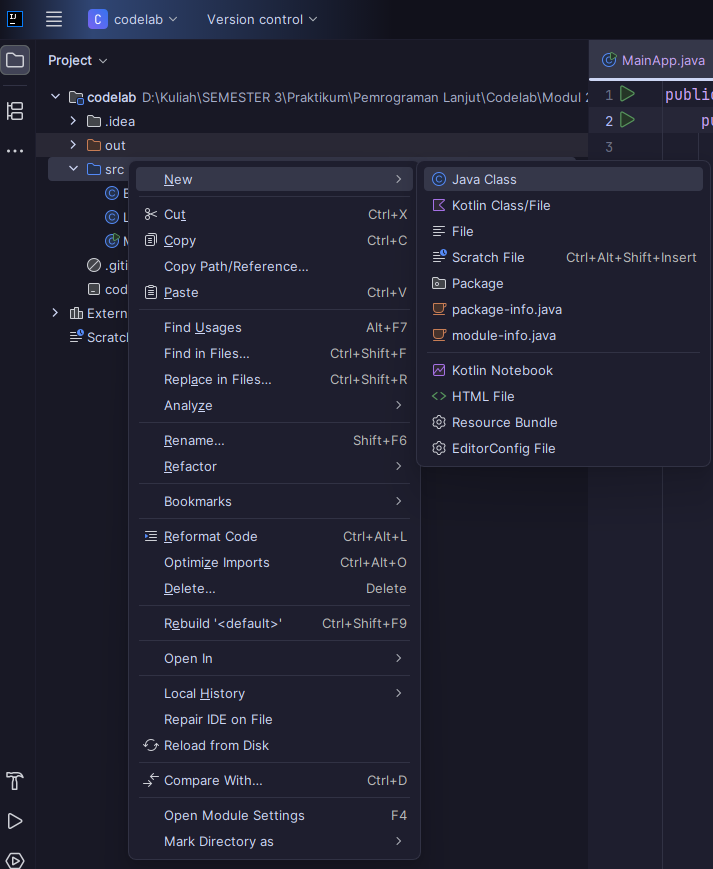 IJ
C codelab Version control
Project
MainApp.java
codelab D:\Kuliah\SEMESTER 3\Praktikum\Pemrograman Lanjut\Codelab\Modul 2
.idea
out
src
.giti
cod
Extern
Scratch
New
Cut Ctrl+X
Copy Ctrl+C
Copy Path/Reference...
Paste Ctrl+V
Find Usages Alt+F7
Find in Files... Ctrl+Shift+F
Replace in Files... Ctrl+Shift+R
Analyze
Rename... Shift+F6
Refactor
Bookmarks
Reformat Code Ctrl+Alt+L
Optimize Imports Ctrl+Alt+O
Delete... Delete
Rebuild '<default>' Ctrl+Shift+F9
Open In
Local History
Repair IDE on File
Reload from Disk
Compare With... Ctrl+D
Open Module Settings F4
Mark Directory as
Java Class
Kotlin Class/File
File
Scratch File Ctrl+Alt+Shift+Insert
Package
package-info.java
module-info.java
Kotlin Notebook
HTML File
Resource Bundle
EditorConfig File
1 public
2 pu
3